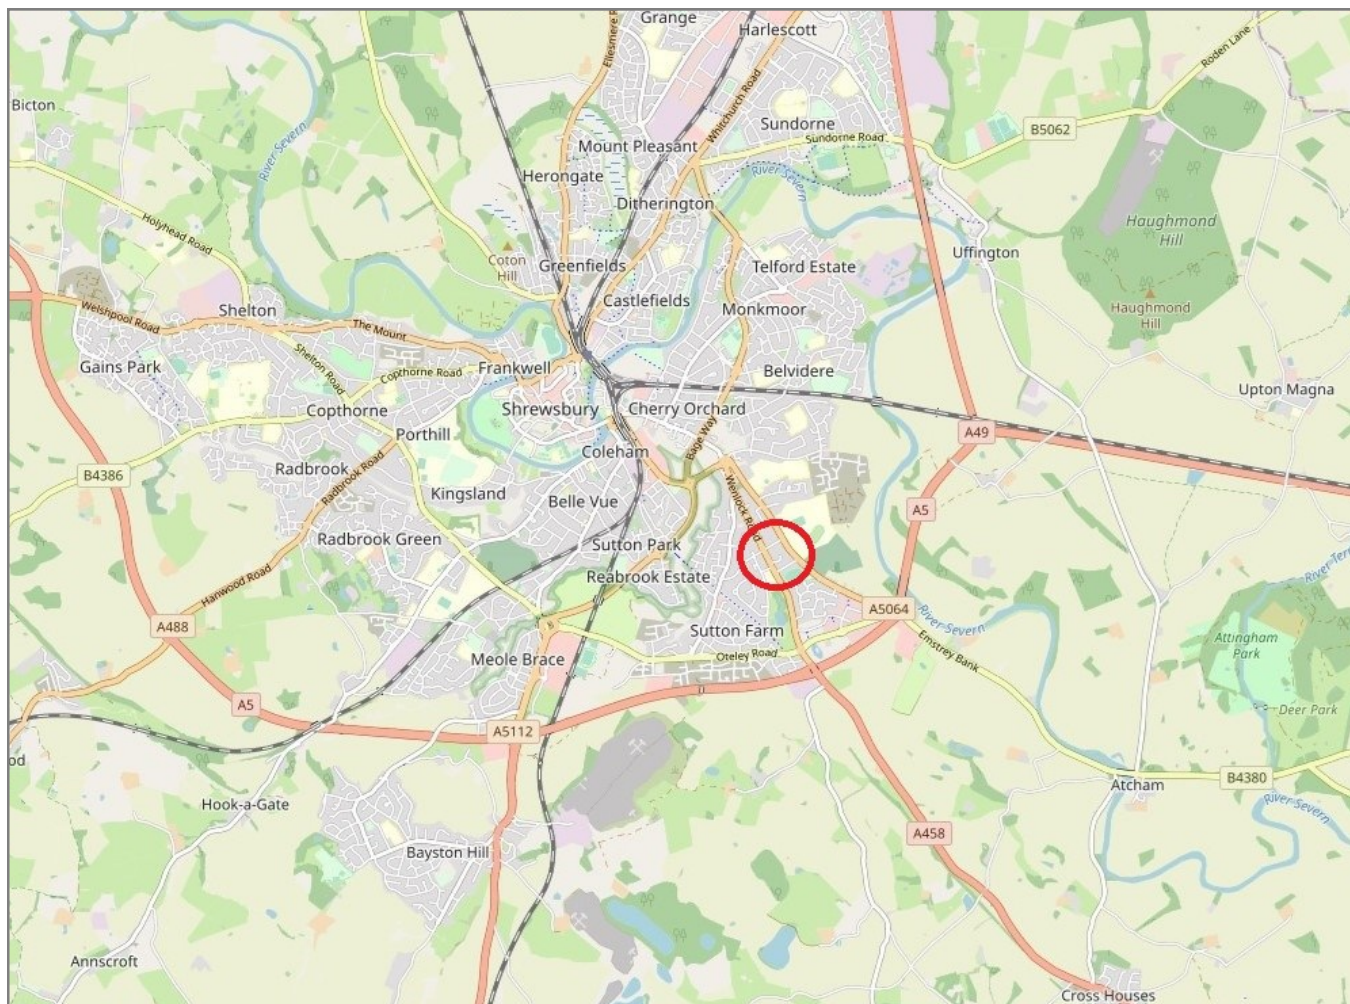 Grange
Harlescott
Ellesmere R
Roden Lane
Bicton
Whitchurch Road
Sundorne
B5062
River Severn
Sundorne Road
Mount Pleasant
Herongate
River Severn
Ditherington
Holyhead Road
Haughmond
Hill
Uffington
Coton
Hill
Greenfields
Telford Estate
Castlefields
Monkmoor
Haughmond
Hill
Shelton
Welshpool Road
The Mount
Shelton Road
Gains Park
Copthorne Road
Frankwell
Belvidere
Upton Magna
Copthorne
Shrewsbury
Cherry Orchard
Porthill
Bage Way
A49
Coleham
Radbrook
B4386
Radbrook Road
Kingsland
Belle Vue
Wenlock Road
A5
Radbrook Green
Sutton Park
Hanwood Road
Reabrook Estate
River Tern
A5064
River Severn
A488
Sutton Farm
Emstrey Bank
Attingham
Park
Meole Brace
Oteley Road
A5
Deer Park
A5112
od
B4380
Atcham
Hook-a-Gate
River Severn
A458
Bayston Hill
Annscroft
Cross Houses